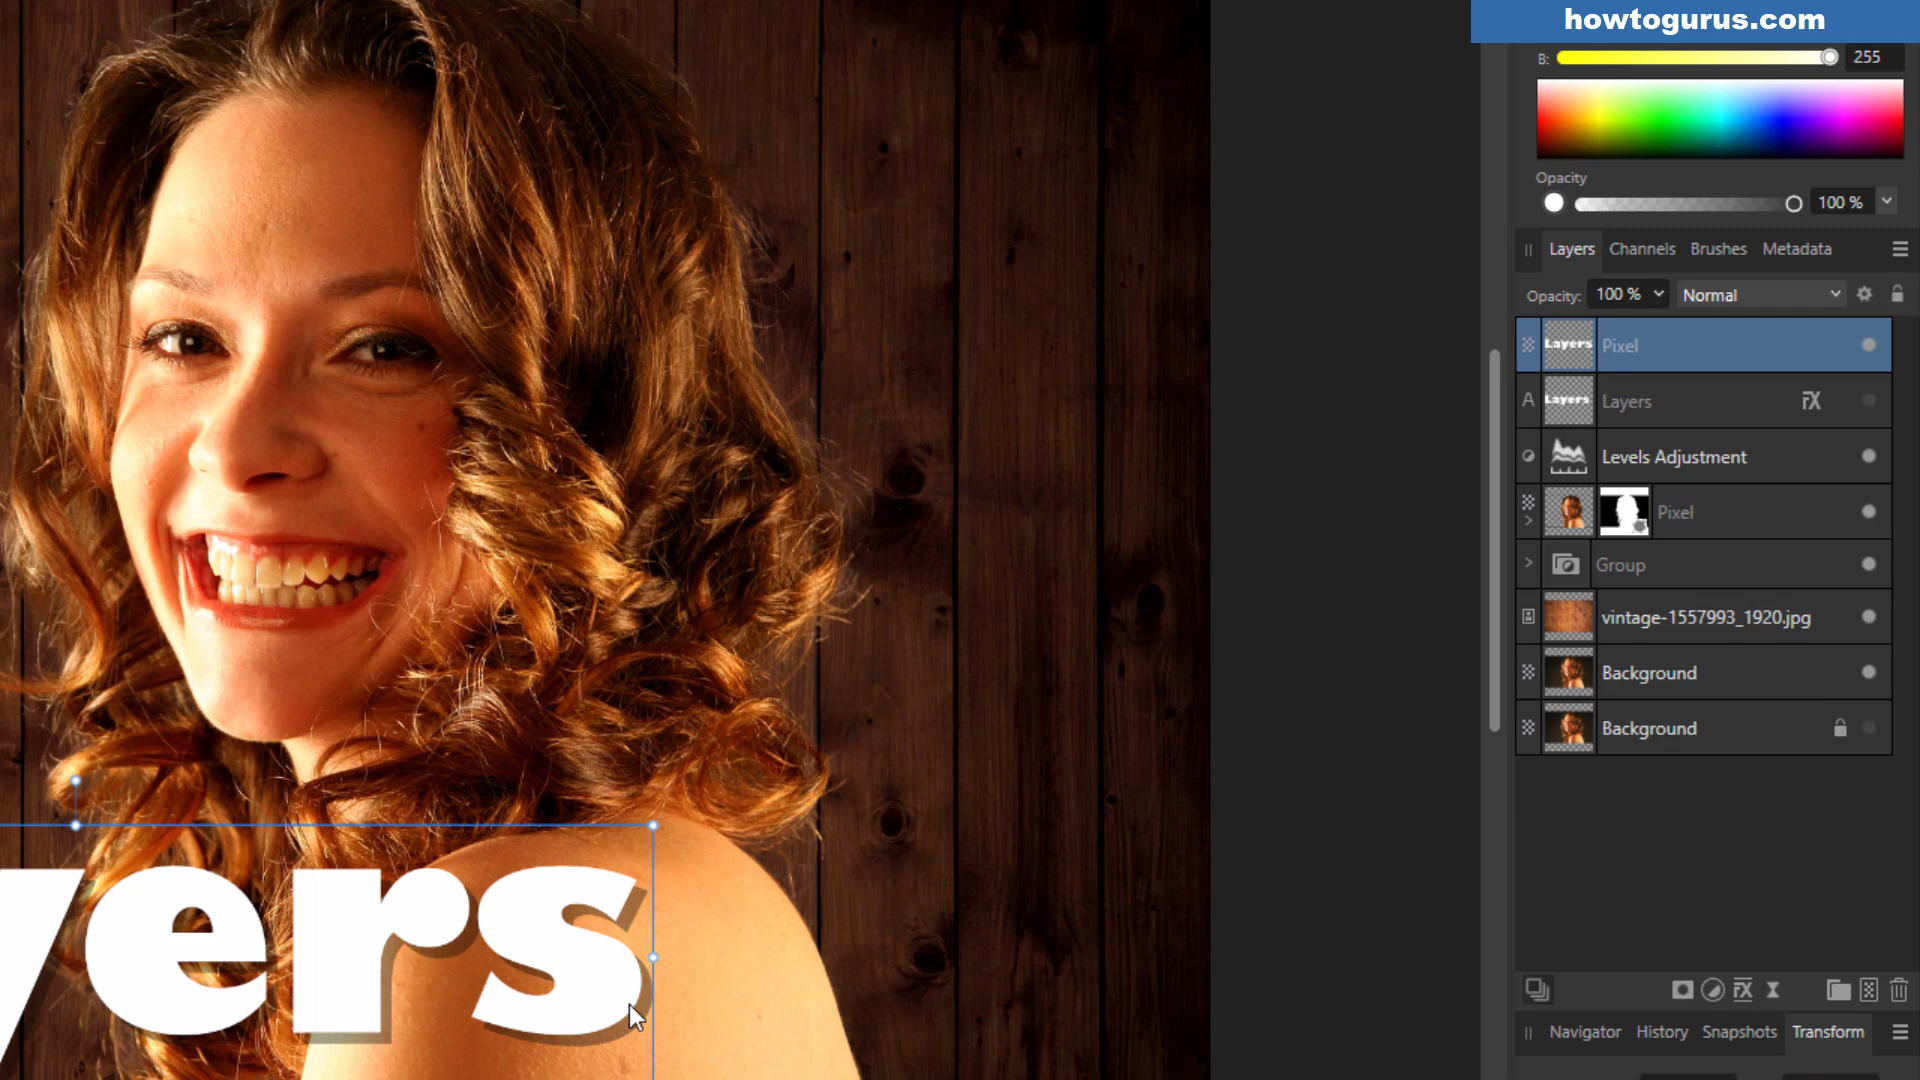 howtogurus.com
B: 255
Opacity
100 %
Layers Channels Brushes Metadata
Opacity: 100 % Normal
Layers Pixel
A Layers Layers FX
Levels Adjustment
Pixel
Group
vintage-1557993_1920.jpg
Background
Background
yers
FX
Navigator History Snapshots Transform